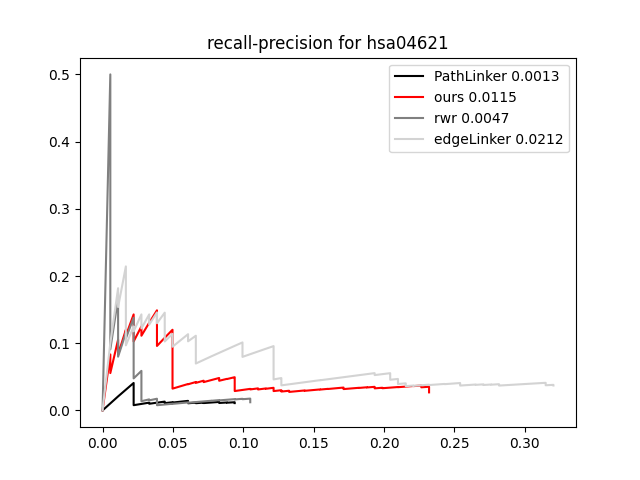 recall-precision for hsa04621
PathLinker 0.0013
ours 0.0115
rwr 0.0047
edgeLinker 0.0212
0.5
0.4
0.3
0.2
0.1
0.0
0.00 0.05 0.10 0.15 0.20 0.25 0.30